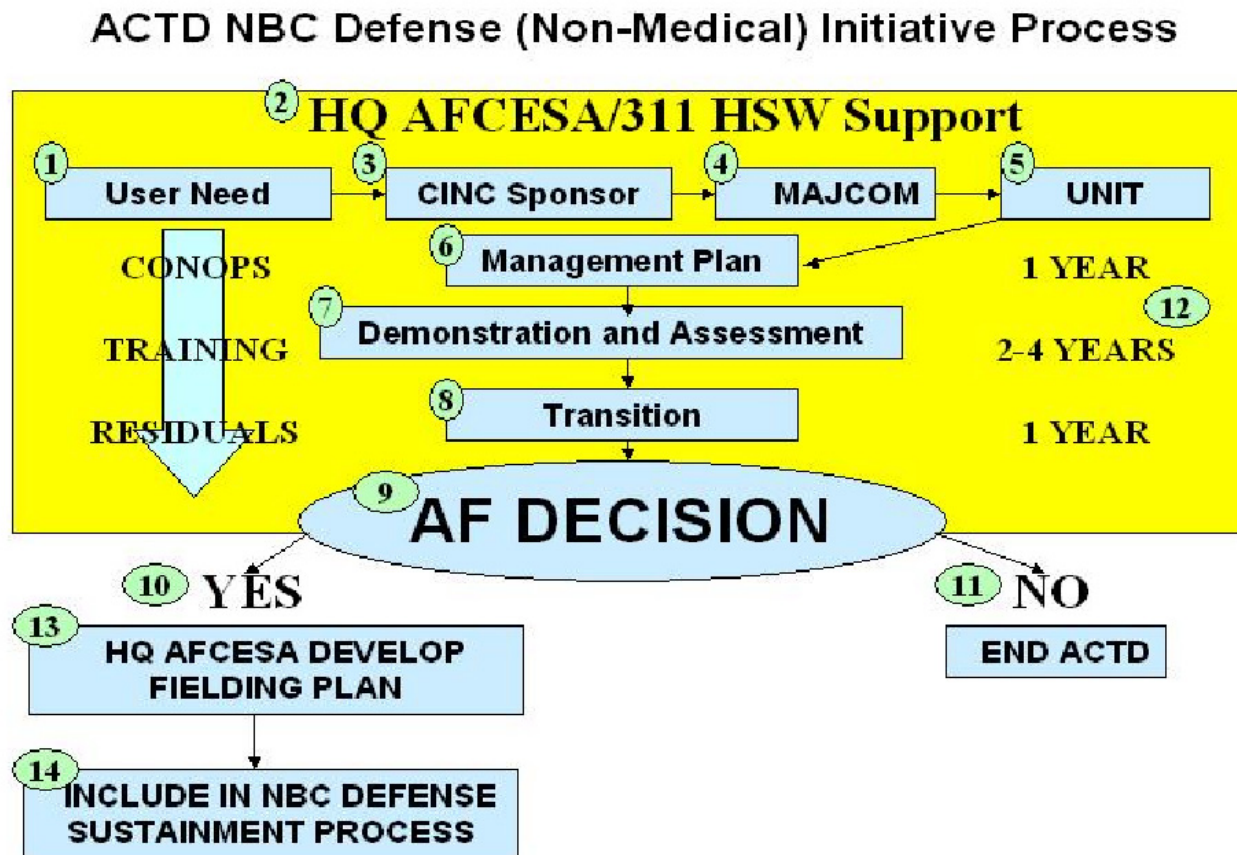 ACTD NBC Defense (Non-Medical) Initiative Process
2 HQ AFCESA/311 HSW Support
1 User Need
3 CINC Sponsor
4 MAJCOM
5 UNIT
6 Management Plan
CONOPS
1 YEAR
7 Demonstration and Assessment
12
TRAINING
2-4 YEARS
8 Transition
RESIDUALS
1 YEAR
9 AF DECISION
10 YES
11 NO
13 HQ AFCESA DEVELOP
FIELDING PLAN
END ACTD
14 INCLUDE IN NBC DEFENSE
SUSTAINMENT PROCESS